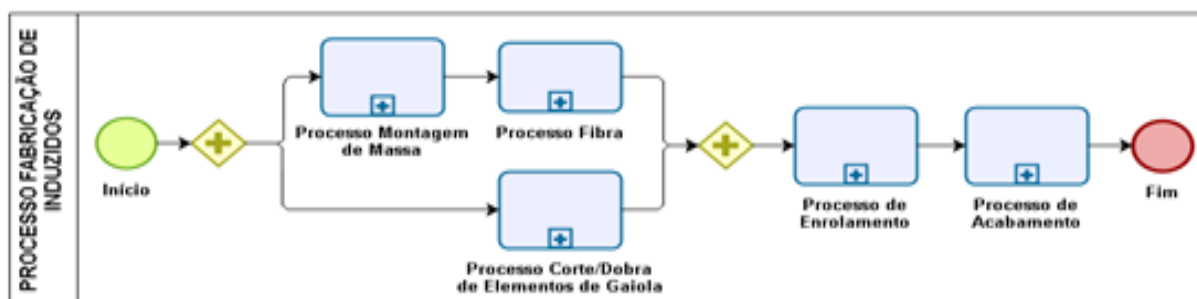 PROCESSO FABRICAÇÃO DE
INDUZIDOS
Início
Processo Montagem
de Massa
Processo Fibra
Processo Corte/Dobra
de Elementos de Gaiola
Processo de
Enrolamento
Processo de
Acabamento
Fim